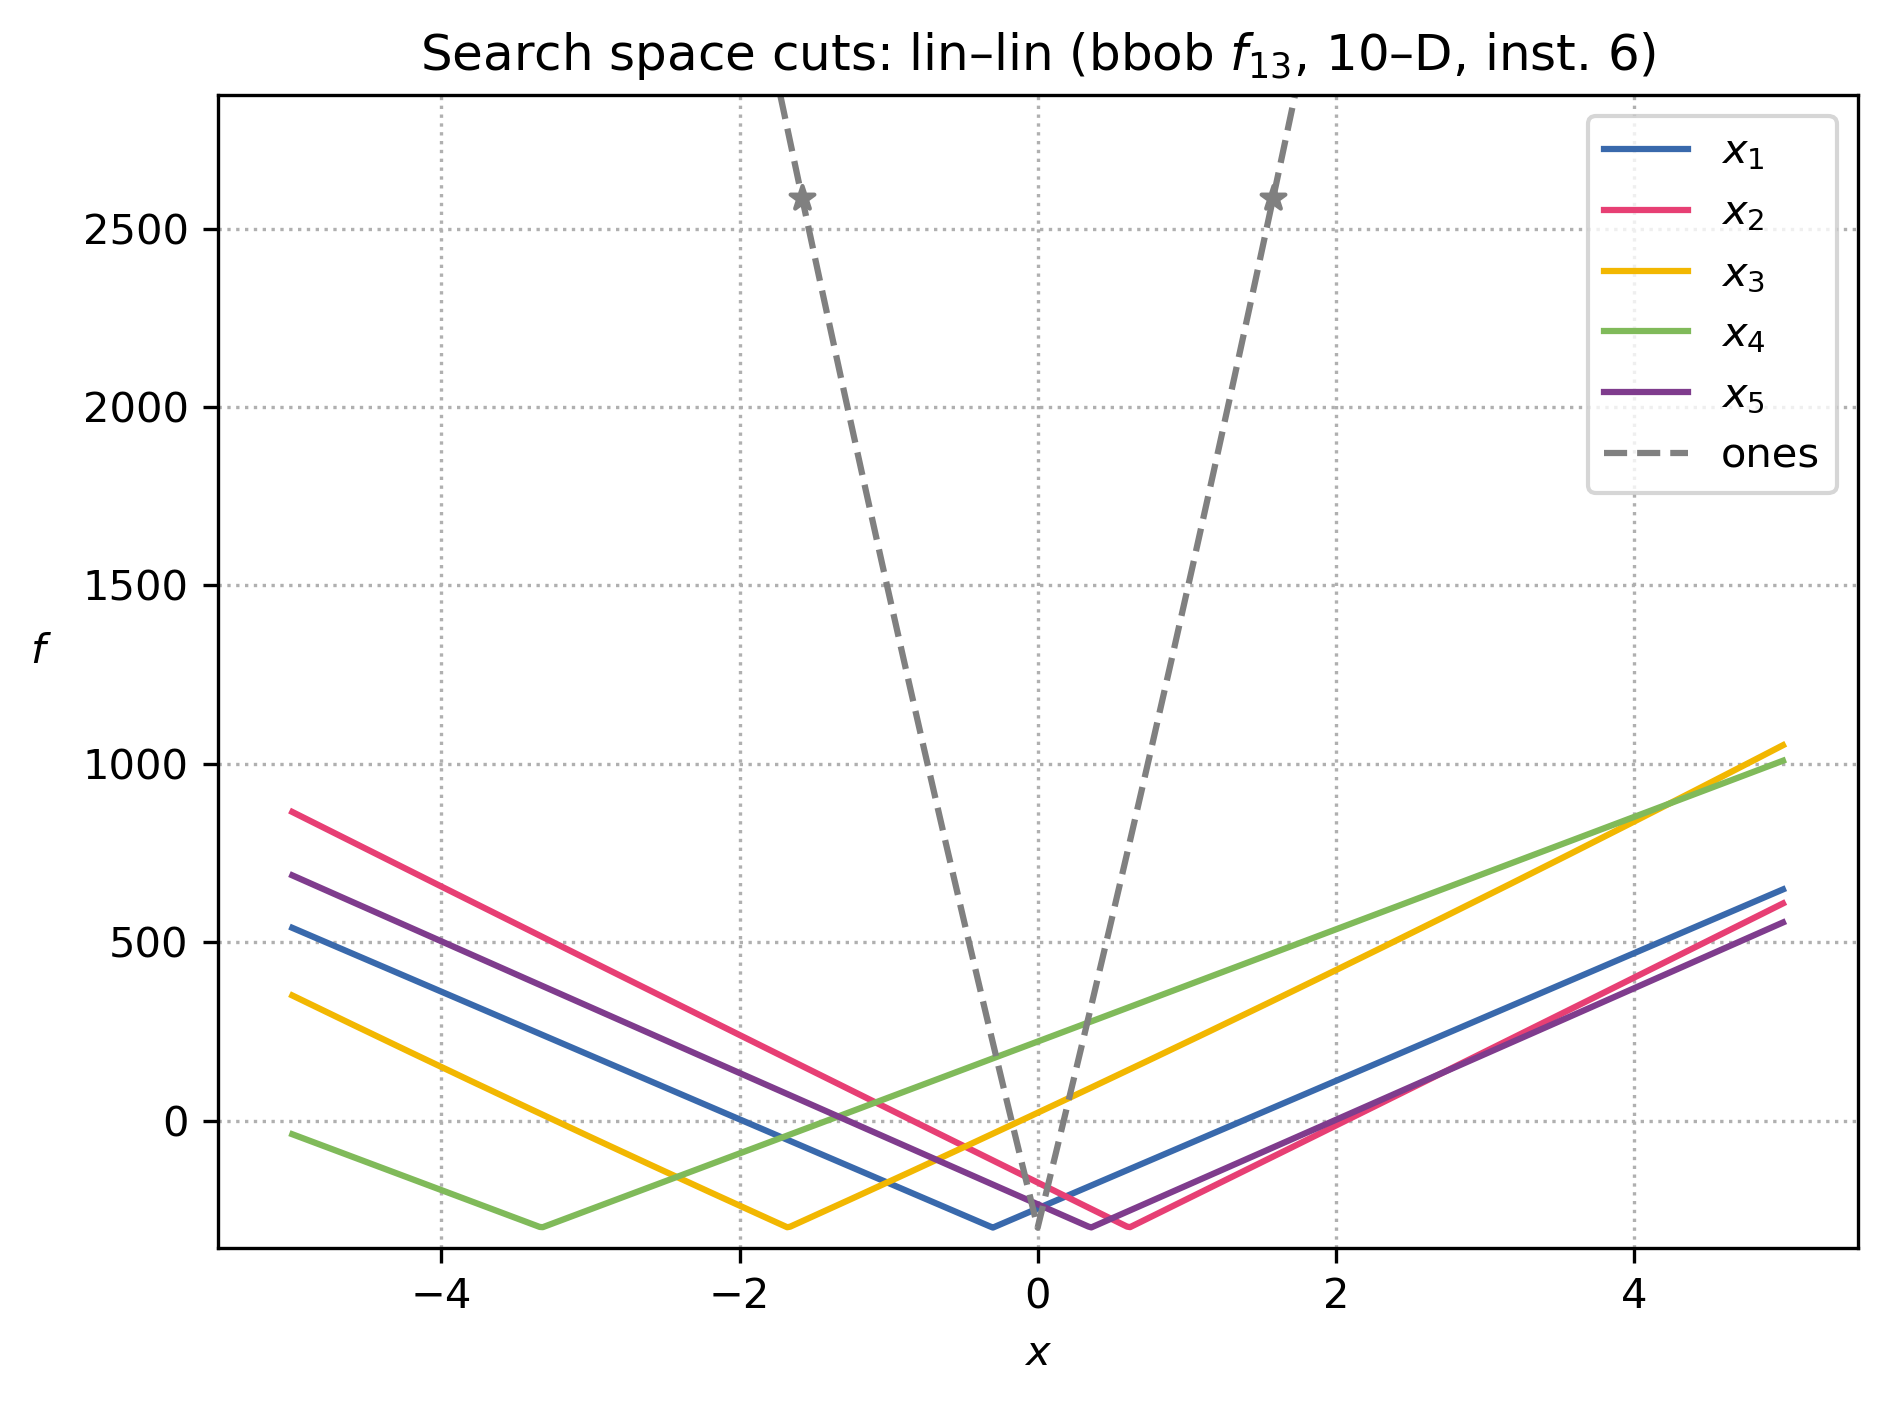 Search space cuts: lin–lin (bbob f₁₃, 10–D, inst. 6)
x₁
x₂
x₃
x₄
x₅
ones
2500
2000
1500
1000
500
0
f
−4 −2 0 2 4
x